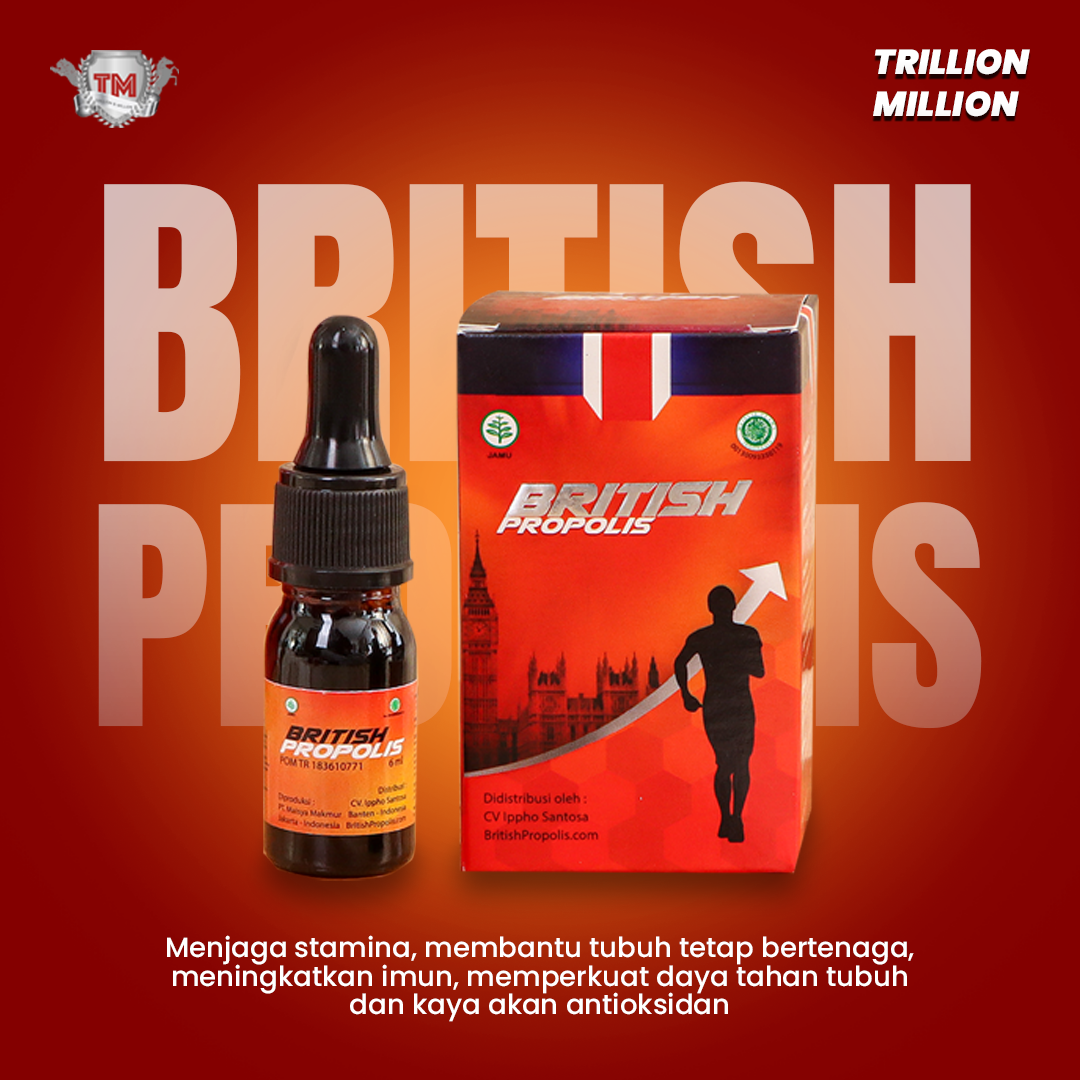 TM
TRILLION
MILLION
BRITISH
PROPOLIS
JAMU
BRITISH
PROPOLIS
Didistribusi oleh :
CV Ippho Santosa
BritishPropolis.com
BRITISH
PROPOLIS
POM TR 183610771 6 ml
Diproduksi :
PT. Maisya Makmur
Jakarta - Indonesia
Distribusi :
CV. Ippho Santosa
Banten - Indonesia
BritishPropolis.com
Menjaga stamina, membantu tubuh tetap bertenaga,
meningkatkan imun, memperkuat daya tahan tubuh
dan kaya akan antioksidan